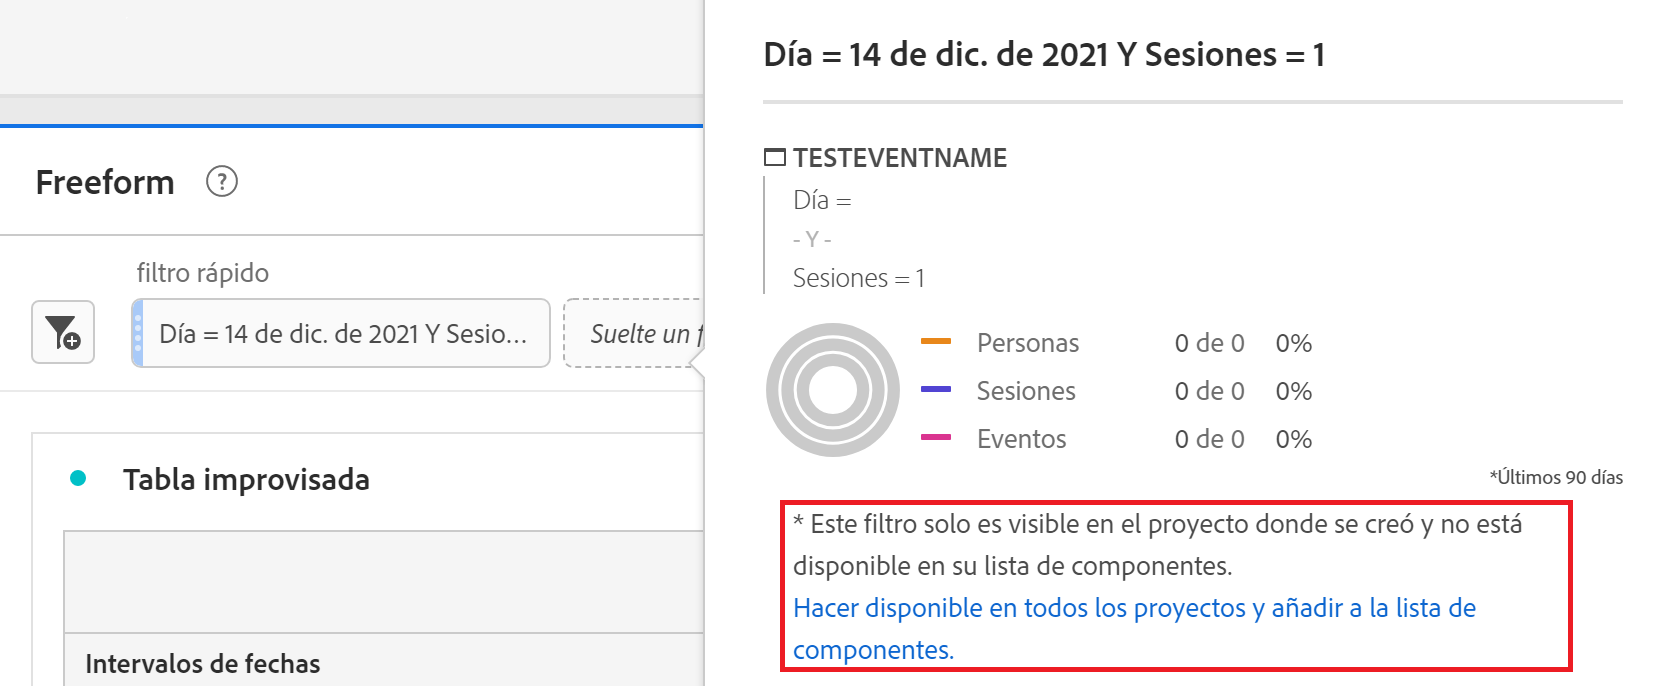 Freeform ?
filtro rápido
Día = 14 de dic. de 2021 Y Sesio...
Suelte un f
Tabla improvisada
Intervalos de fechas
Día = 14 de dic. de 2021 Y Sesiones = 1
TESTEVENTNAME
Día =
- Y -
Sesiones = 1
Personas 0 de 0 0%
Sesiones 0 de 0 0%
Eventos 0 de 0 0%
*Últimos 90 días
* Este filtro solo es visible en el proyecto donde se creó y no está
disponible en su lista de componentes.
Hacer disponible en todos los proyectos y añadir a la lista de
componentes.